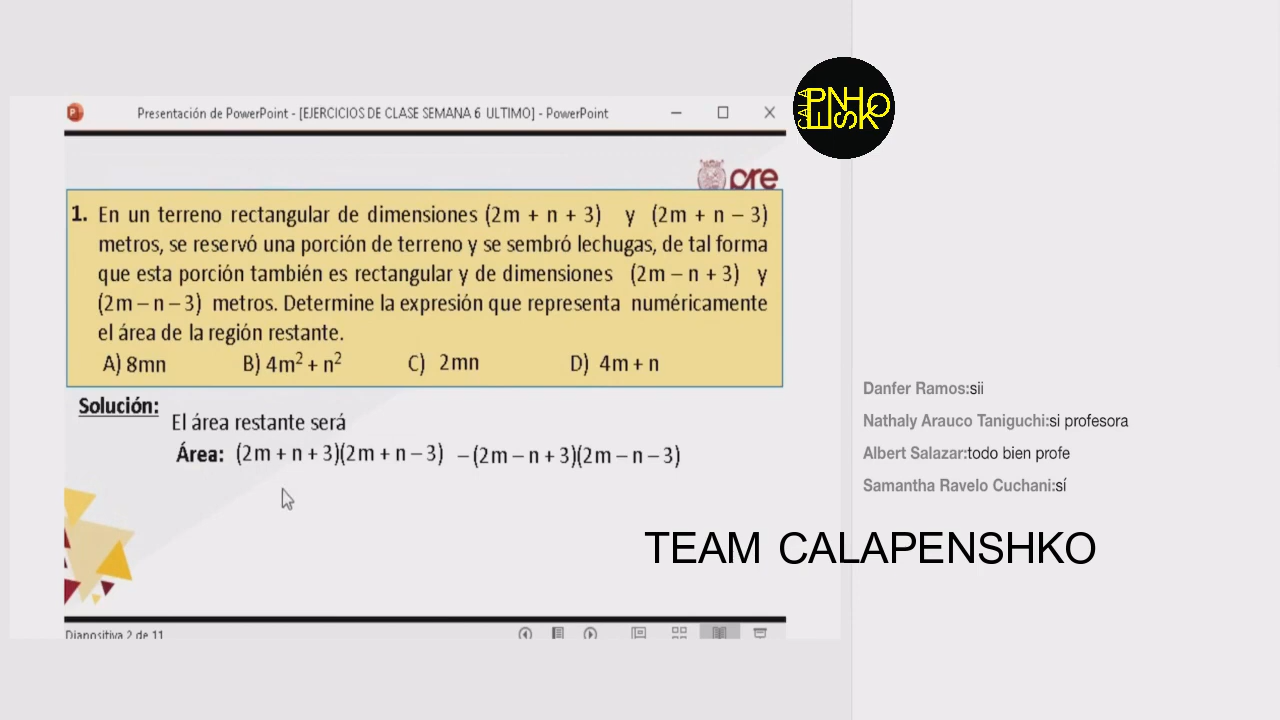 Presentación de PowerPoint - [EJERCICIOS DE CLASE SEMANA 6 ULTIMO] - PowerPoint
CALA
PENSHKO
pre
1. En un terreno rectangular de dimensiones (2m + n + 3) y (2m + n − 3)
metros, se reservó una porción de terreno y se sembró lechugas, de tal forma
que esta porción también es rectangular y de dimensiones (2m − n + 3) y
(2m − n − 3) metros. Determine la expresión que representa numéricamente
el área de la región restante.
A) 8mn B) 4m² + n² C) 2mn D) 4m + n
Solución:
El área restante será
Área: (2m + n + 3)(2m + n − 3) − (2m − n + 3)(2m − n − 3)
Danfer Ramos:sii
Nathaly Arauco Taniguchi:si profesora
Albert Salazar:todo bien profe
Samantha Ravelo Cuchani:sí
TEAM CALAPENSHKO
Diapositiva 2 de 11